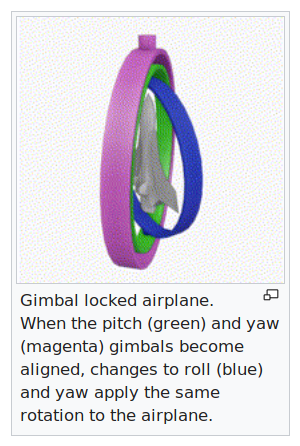 Gimbal locked airplane.
When the pitch (green) and yaw
(magenta) gimbals become
aligned, changes to roll (blue)
and yaw apply the same
rotation to the airplane.